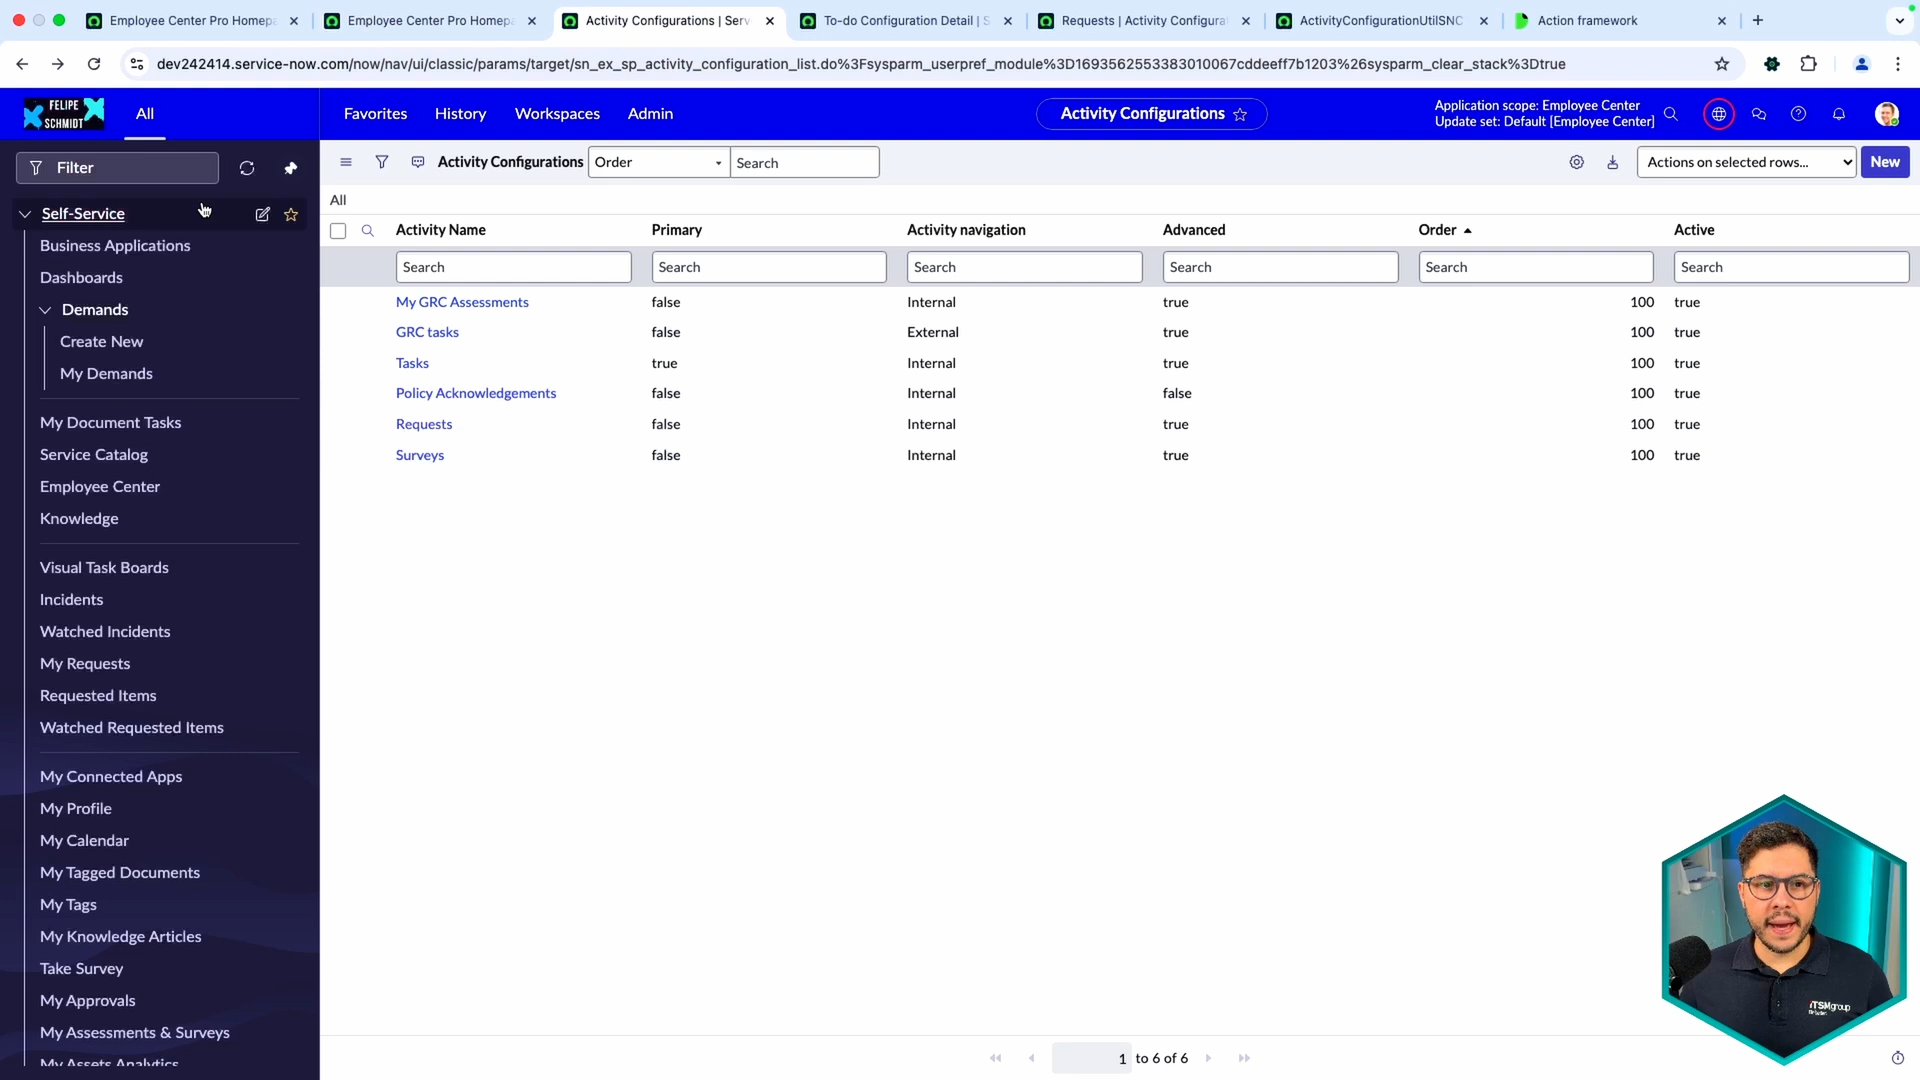 Employee Center Pro Homepa
Employee Center Pro Homepa
Activity Configurations | Serv
To-do Configuration Detail | S
Requests | Activity Configurat
ActivityConfigurationUtilSNC
Action framework
dev242414.service-now.com/now/nav/ui/classic/params/target/sn_ex_sp_activity_configuration_list.do%3Fsysparm_userpref_module%3D1693562553383010067cddeeff7b1203%26sysparm_clear_stack%3Dtrue
FELIPE
SCHMIDT
All
Favorites
History
Workspaces
Admin
Activity Configurations
Application scope: Employee Center
Update set: Default [Employee Center]
Filter
Activity Configurations
Order
Search
Actions on selected rows...
New
All
Activity Name Primary Activity navigation Advanced Order Active
Search Search Search Search Search Search
My GRC Assessments false Internal true 100 true
GRC tasks false External true 100 true
Tasks true Internal true 100 true
Policy Acknowledgements false Internal false 100 true
Requests false Internal true 100 true
Surveys false Internal true 100 true
Self-Service
Business Applications
Dashboards
Demands
Create New
My Demands
My Document Tasks
Service Catalog
Employee Center
Knowledge
Visual Task Boards
Incidents
Watched Incidents
My Requests
Requested Items
Watched Requested Items
My Connected Apps
My Profile
My Calendar
My Tagged Documents
My Tags
My Knowledge Articles
Take Survey
My Approvals
My Assessments & Surveys
My Assets Analytics
1 to 6 of 6
iTSMgroup